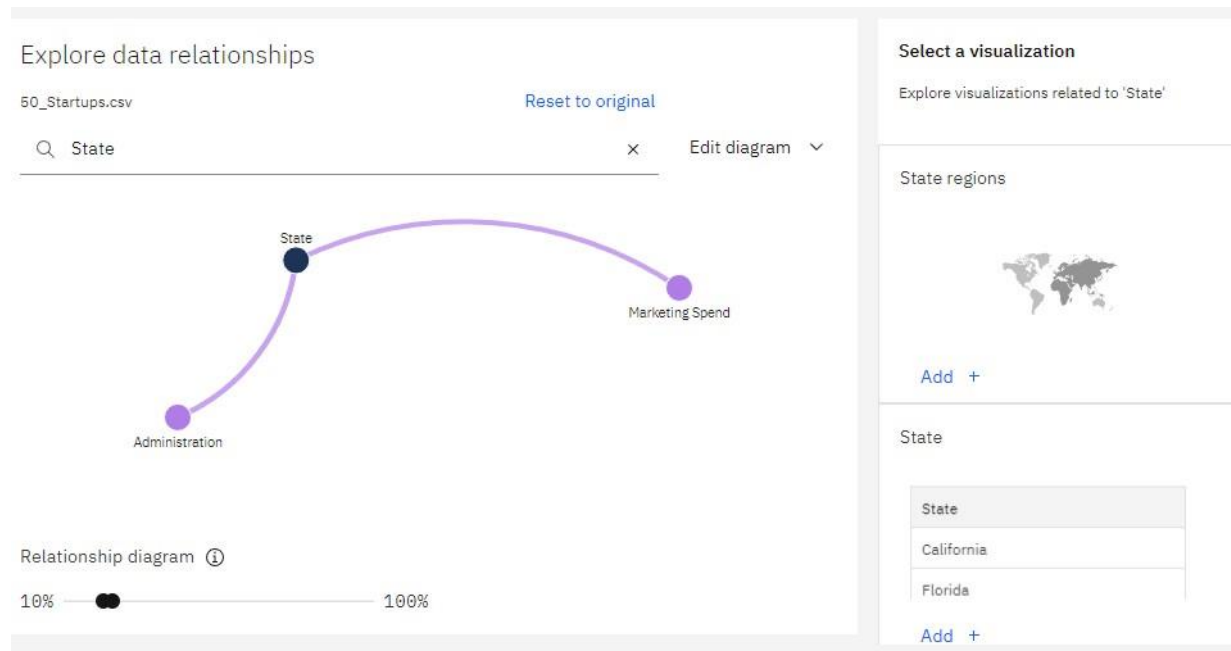 Explore data relationships
50_Startups.csv
Reset to original
State
Edit diagram
State
Marketing Spend
Administration
Relationship diagram
10%
100%
Select a visualization
Explore visualizations related to 'State'
State regions
Add +
State
State
California
Florida
Add +